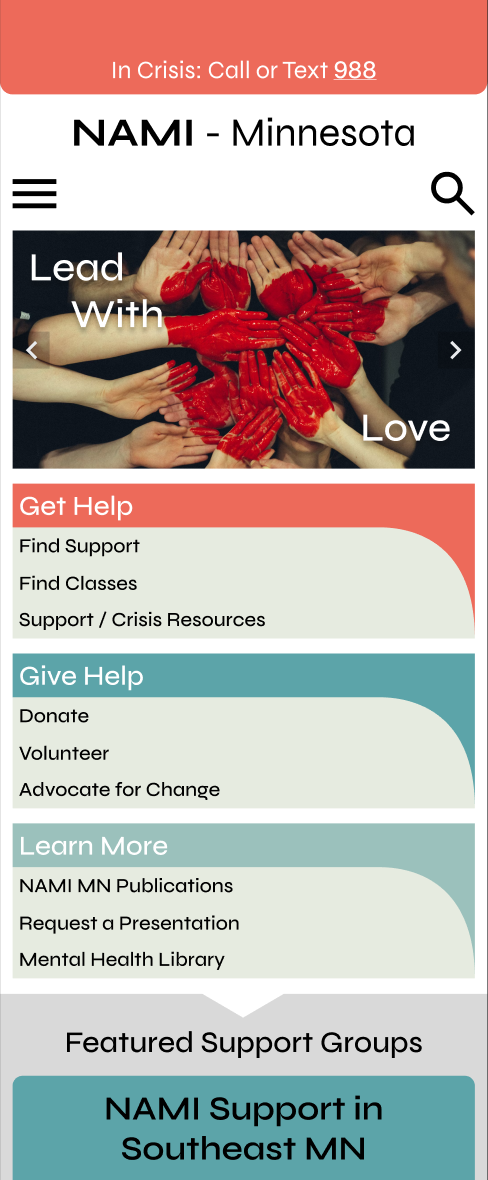 In Crisis: Call or Text 988
NAMI - Minnesota
Lead
With
Love
Get Help
Find Support
Find Classes
Support / Crisis Resources
Give Help
Donate
Volunteer
Advocate for Change
Learn More
NAMI MN Publications
Request a Presentation
Mental Health Library
Featured Support Groups
NAMI Support in
Southeast MN